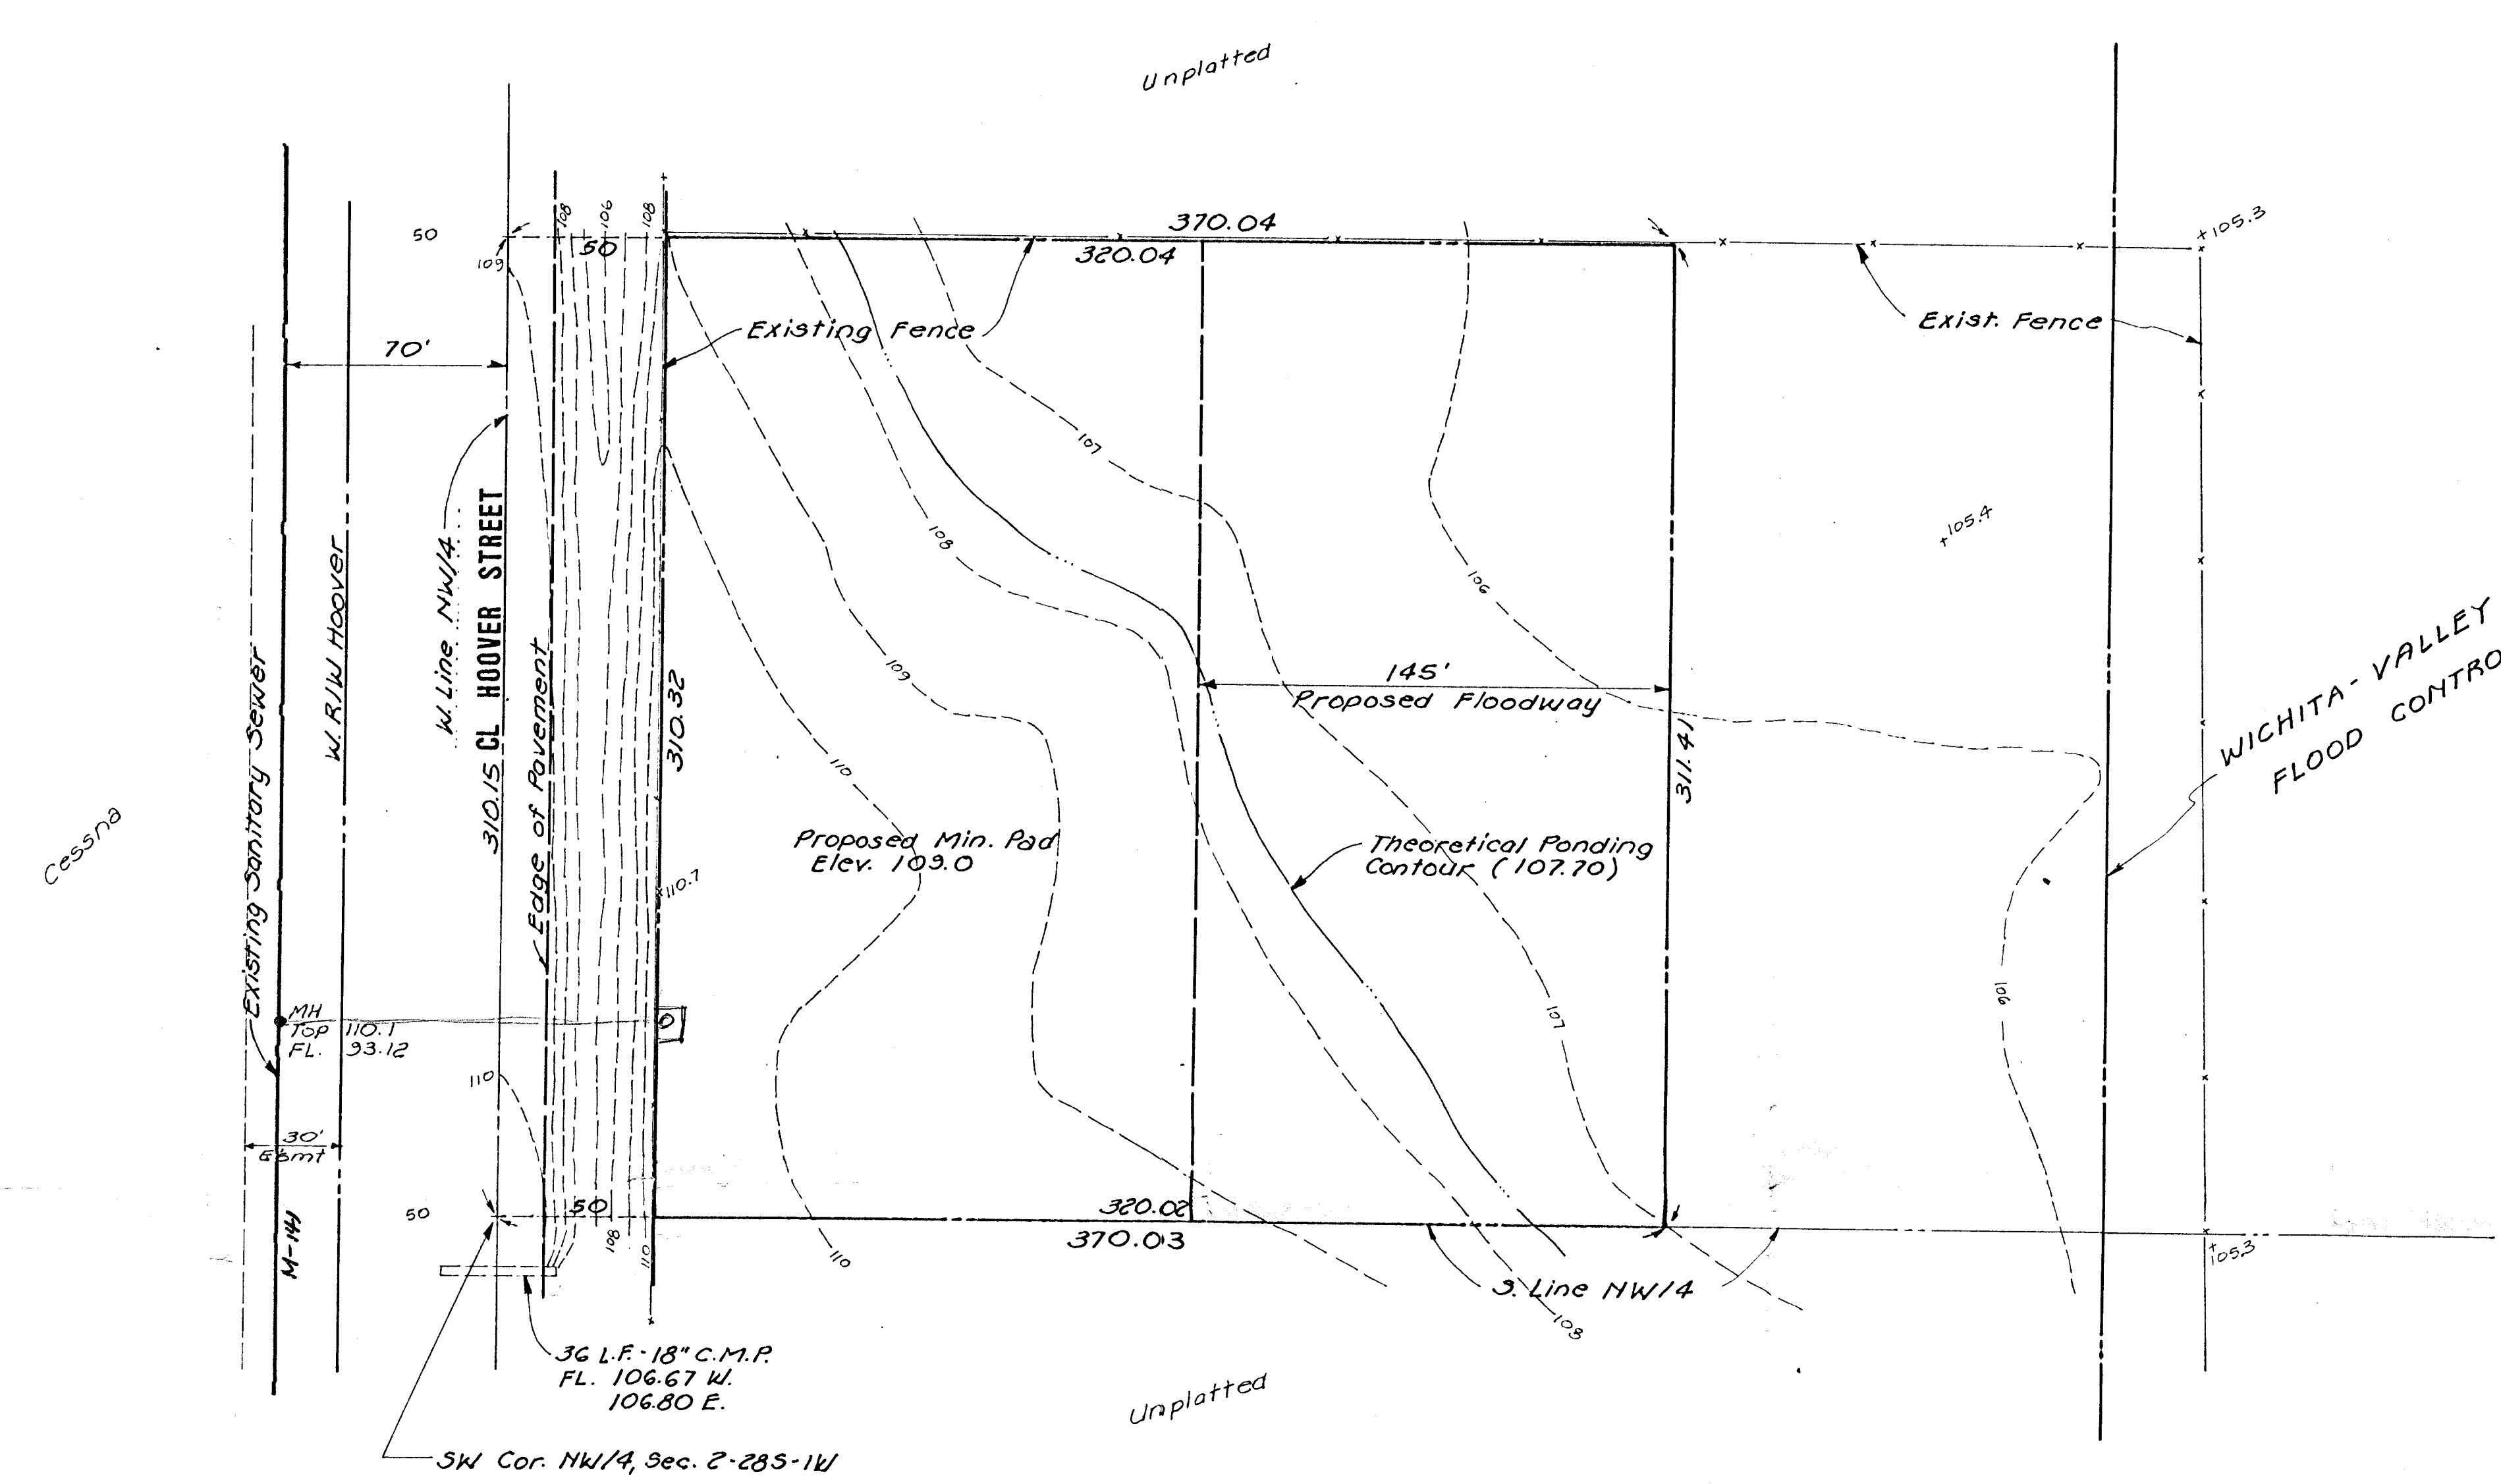 Unplatted
370.04
320.04
50
50
108
106
108
109
+105.3
Existing Fence
Exist. Fence
70'
107
108
+105.4
106
W. Line NW/4
310.15 CL HOOVER STREET
W. R/W Hoover
Edge of Pavement
Existing Sanitary Sewer
310.32
109
145'
Proposed Floodway
311.41
WICHITA-VALLEY
FLOOD CONTRO
110
Cessna
Proposed Min. Pad
Elev. 109.0
Theoretical Ponding
Contour (107.70)
110.7
MH
Top 110.1
FL. 93.12
107
106
110
30'
Esmt
M-14
50
50
320.02
370.03
108
110
110
+105.3
S. Line NW/4
108
36 L.F.-18" C.M.P.
FL. 106.67 W.
106.80 E.
Unplatted
SW Cor. NW/4, Sec. 2-28S-1W